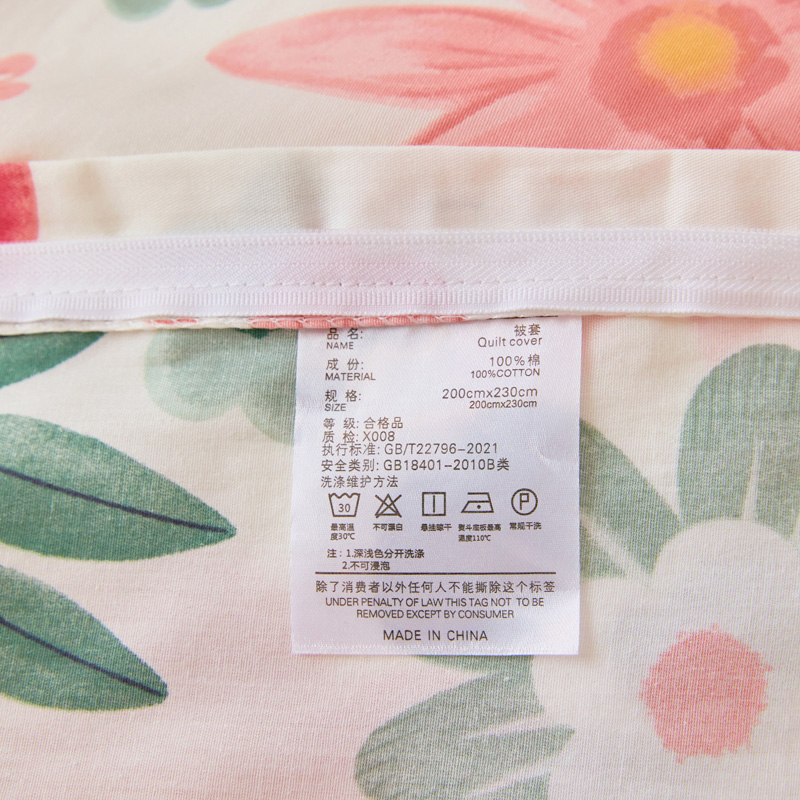 品 名: 被套
NAME Quilt cover
成 份: 100%棉
MATERIAL 100%COTTON
规 格: 200cmx230cm
SIZE 200cmx230cm
等 级: 合格品
质 检: X008
执行标准: GB/T22796-2021
安全类别: GB18401-2010B类
洗涤维护方法
30 P
最高温 不可漂白 悬挂晾干 熨斗底板最高 常规干洗
度30℃ 温度110℃
注: 1.深浅色分开洗涤
2.不可浸泡
除了消费者以外任何人不能撕除这个标签
UNDER PENALTY OF LAW THIS TAG NOT TO BE
REMOVED EXCEPT BY CONSUMER
MADE IN CHINA